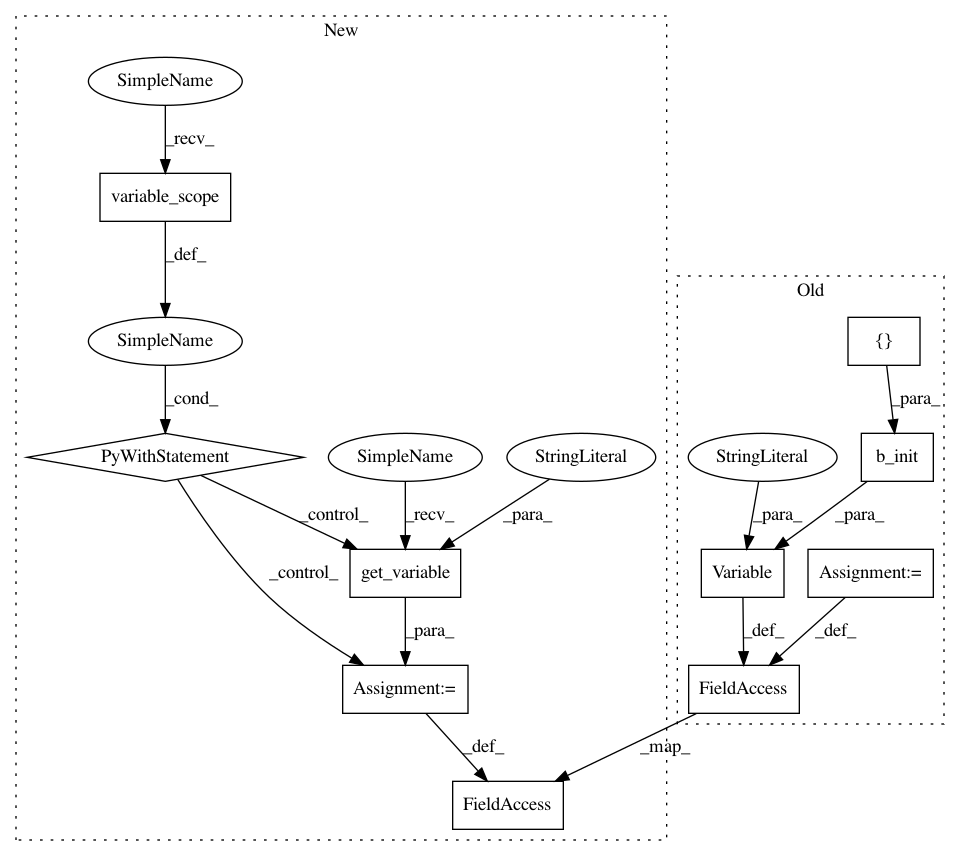 New
SimpleName
_recv_
variable_scope
_def_
Old
SimpleName
{}
_cond_
_para_
PyWithStatement
SimpleName
StringLiteral
StringLiteral
b_init
_control_
_recv_
_para_
_para_
_para_
_control_
get_variable
Variable
Assignment:=
_para_
_def_
_def_
Assignment:=
FieldAccess
_def_
_map_
FieldAccess